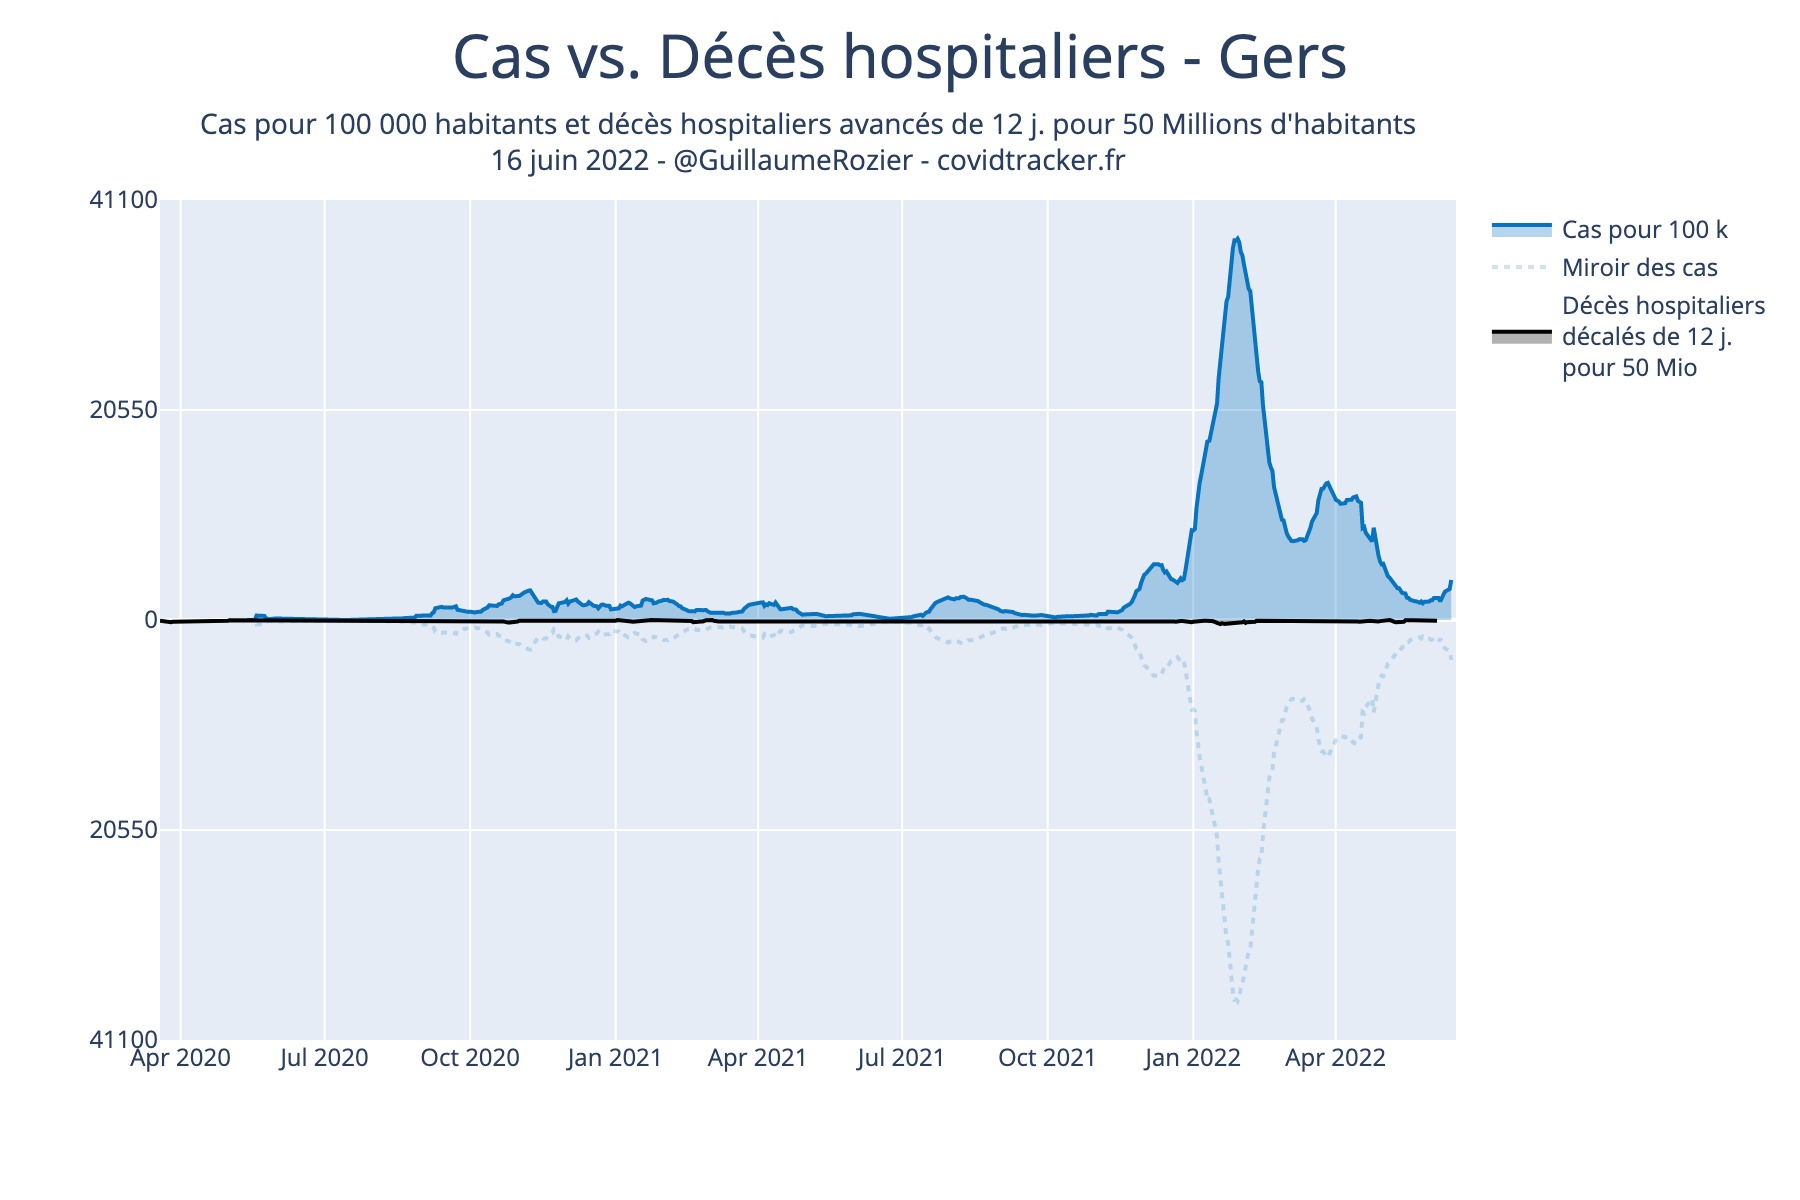 Cas vs. Décès hospitaliers - Gers
Cas pour 100 000 habitants et décès hospitaliers avancés de 12 j. pour 50 Millions d'habitants
16 juin 2022 - @GuillaumeRozier - covidtracker.fr
41100
20550
0
20550
41100
Apr 2020
Jul 2020
Oct 2020
Jan 2021
Apr 2021
Jul 2021
Oct 2021
Jan 2022
Apr 2022
Cas pour 100 k
Miroir des cas
Décès hospitaliers
décalés de 12 j.
pour 50 Mio